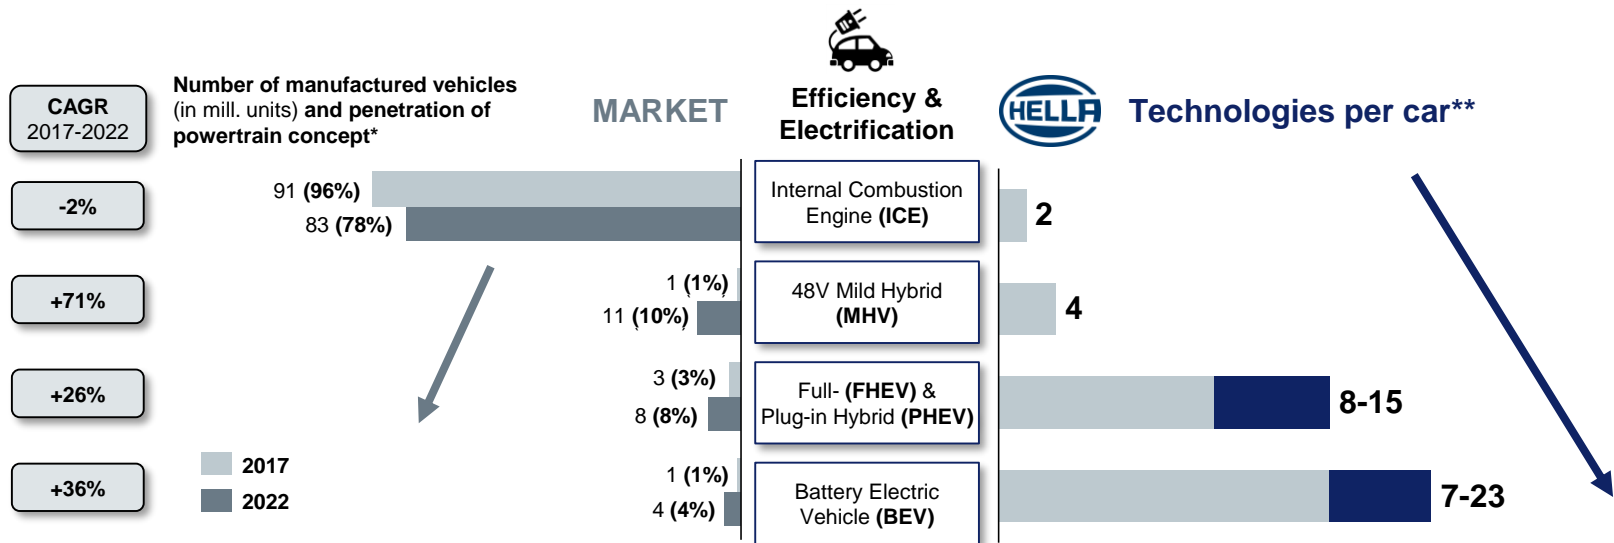 CAGR
2017-2022
Number of manufactured vehicles
(in mill. units) and penetration of
powertrain concept*
MARKET
Efficiency &
Electrification
HELLA
Technologies per car**
-2%
91 (96%)
83 (78%)
Internal Combustion
Engine (ICE)
2
+71%
1 (1%)
11 (10%)
48V Mild Hybrid
(MHV)
4
+26%
3 (3%)
8 (8%)
Full- (FHEV) &
Plug-in Hybrid (PHEV)
8-15
+36%
2017
2022
1 (1%)
4 (4%)
Battery Electric
Vehicle (BEV)
7-23